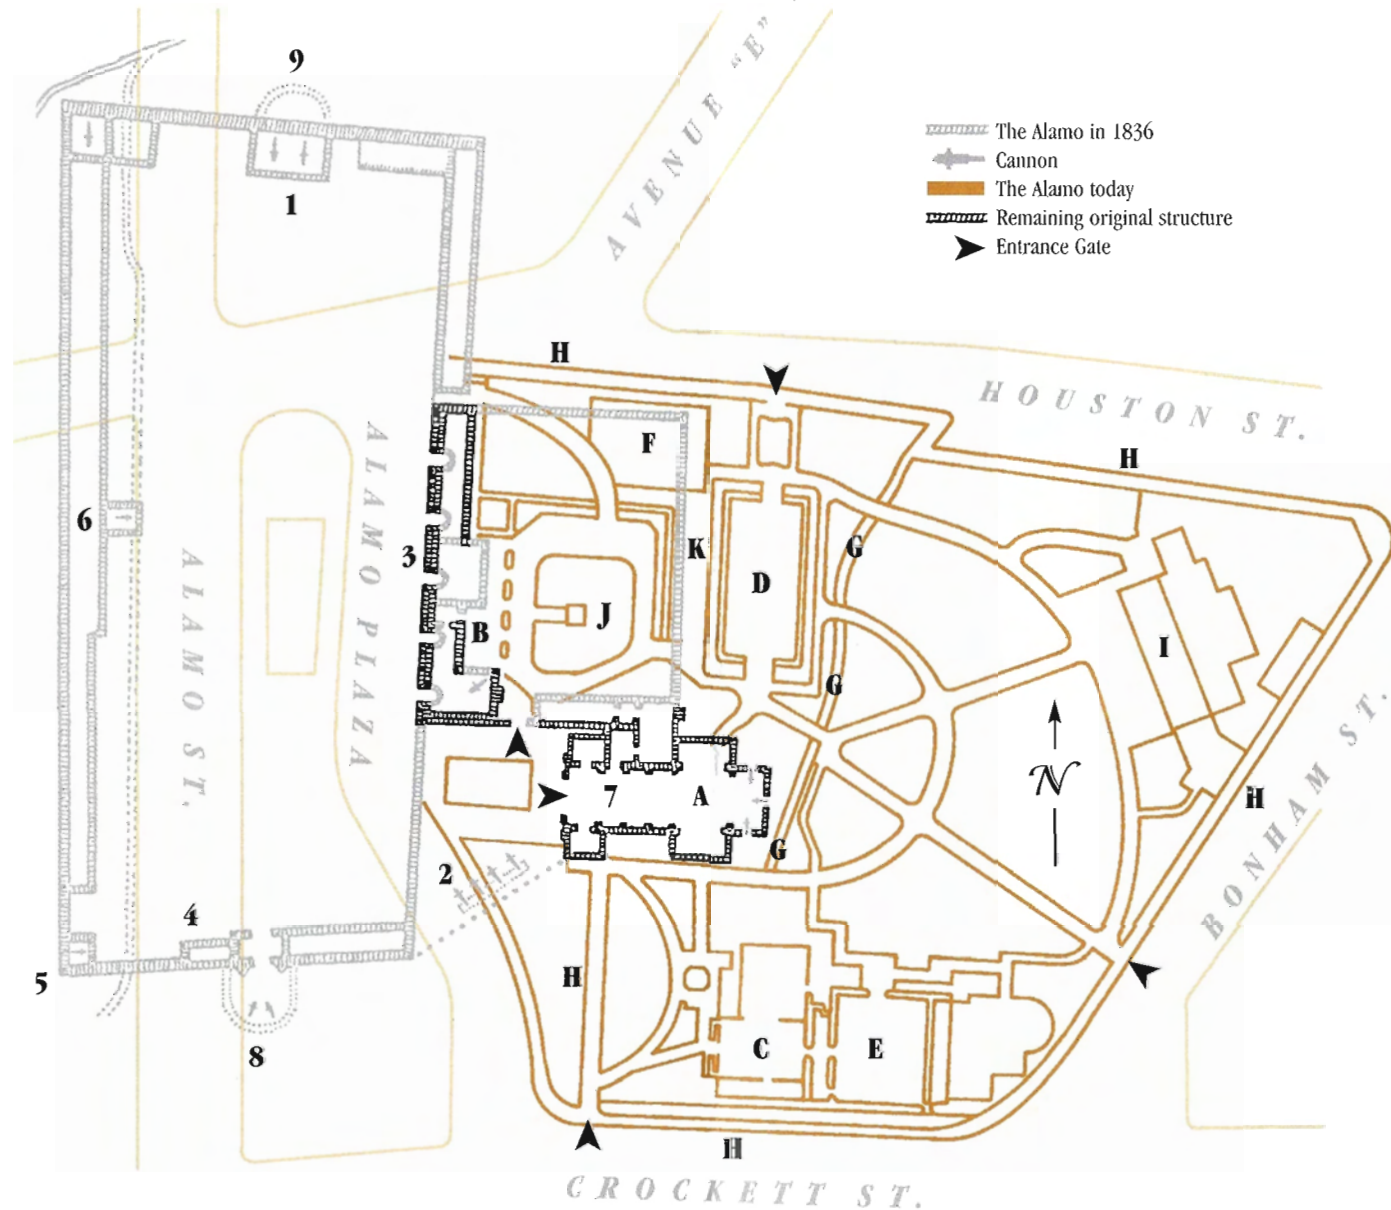 9
AVENUE "E"
The Alamo in 1836
Cannon
The Alamo today
Remaining original structure
Entrance Gate
1
H
HOUSTON ST.
F
H
ALAMO PLAZA
6
3
K
G
D
ALAMO ST.
B
J
I
G
N
7
A
H
BONHAM ST.
G
2
4
5
H
8
C
E
H
CROCKETT ST.